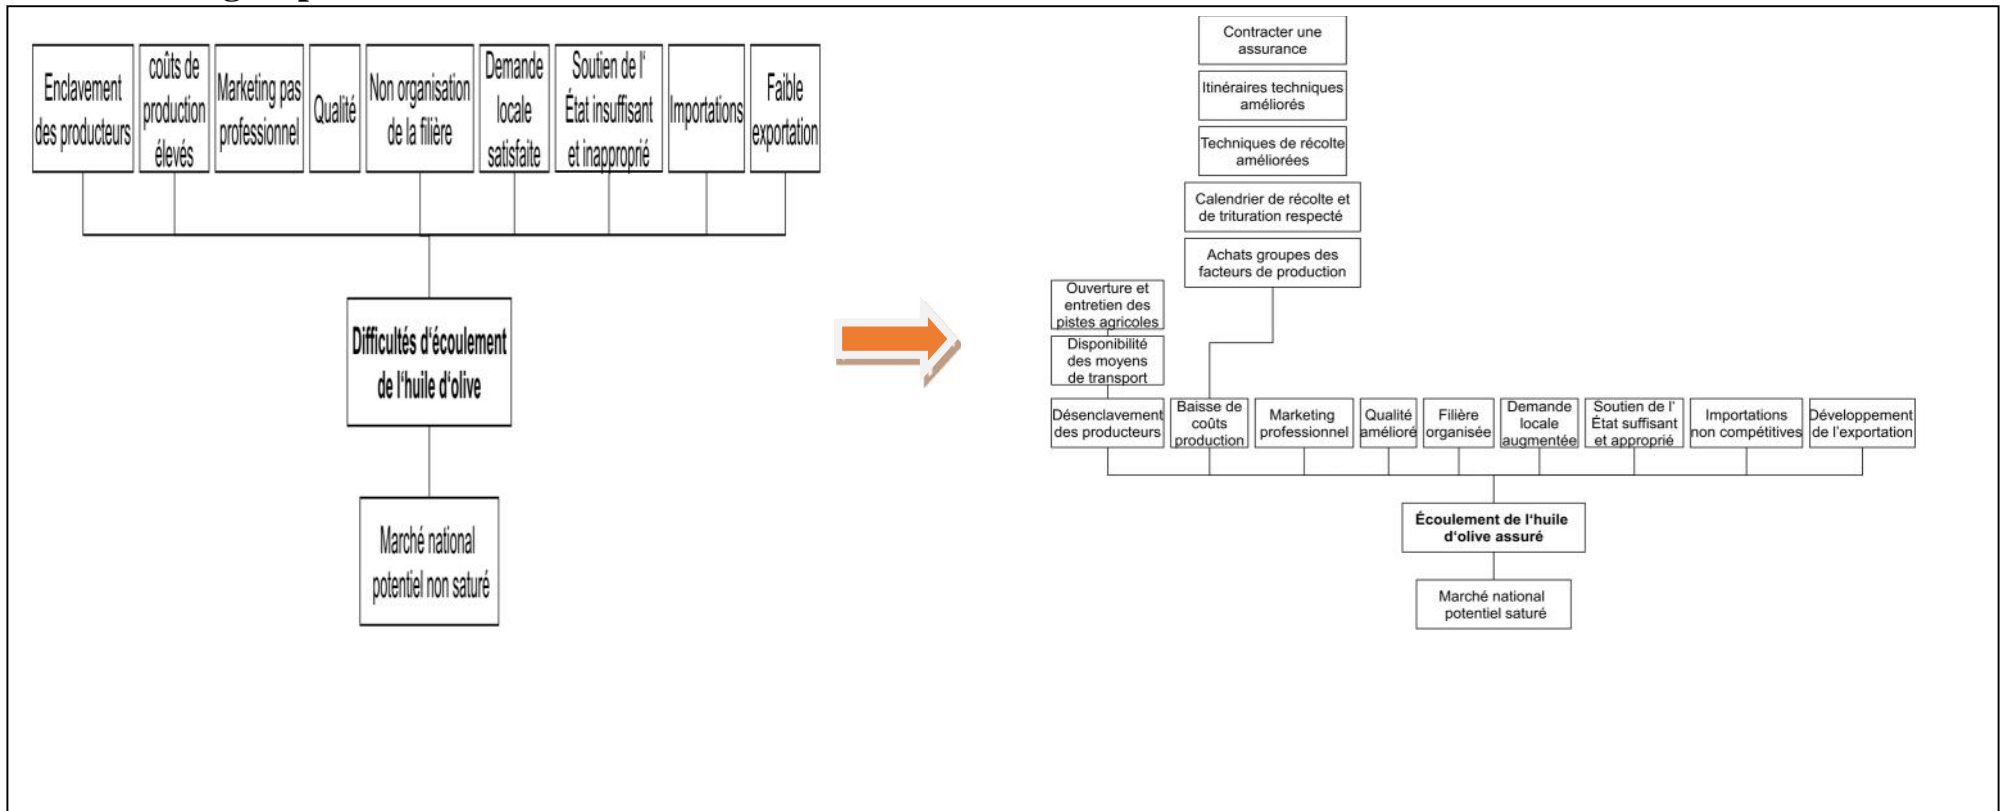 Enclavement
des producteurs
coûts de
production
élevés
Marketing pas
professionnel
Qualité
Non organisation
de la filière
Demande
locale
satisfaite
Soutien de l'
État insuffisant
et inapproprié
Importations
Faible
exportation
Difficultés d'écoulement
de l'huile d'olive
Marché national
potentiel non saturé
Contracter une
assurance
Itinéraires techniques
améliorés
Techniques de récolte
améliorées
Calendrier de récolte et
de trituration respecté
Achats groupes des
facteurs de production
Ouverture et
entretien des
pistes agricoles
Disponibilité
des moyens
de transport
Désenclavement
des producteurs
Baisse de
coûts
production
Marketing
professionnel
Qualité
amélioré
Filière
organisée
Demande
locale
augmentée
Soutien de l'
État suffisant
et approprié
Importations
non compétitives
Développement
de l'exportation
Écoulement de l'huile
d'olive assuré
Marché national
potentiel saturé